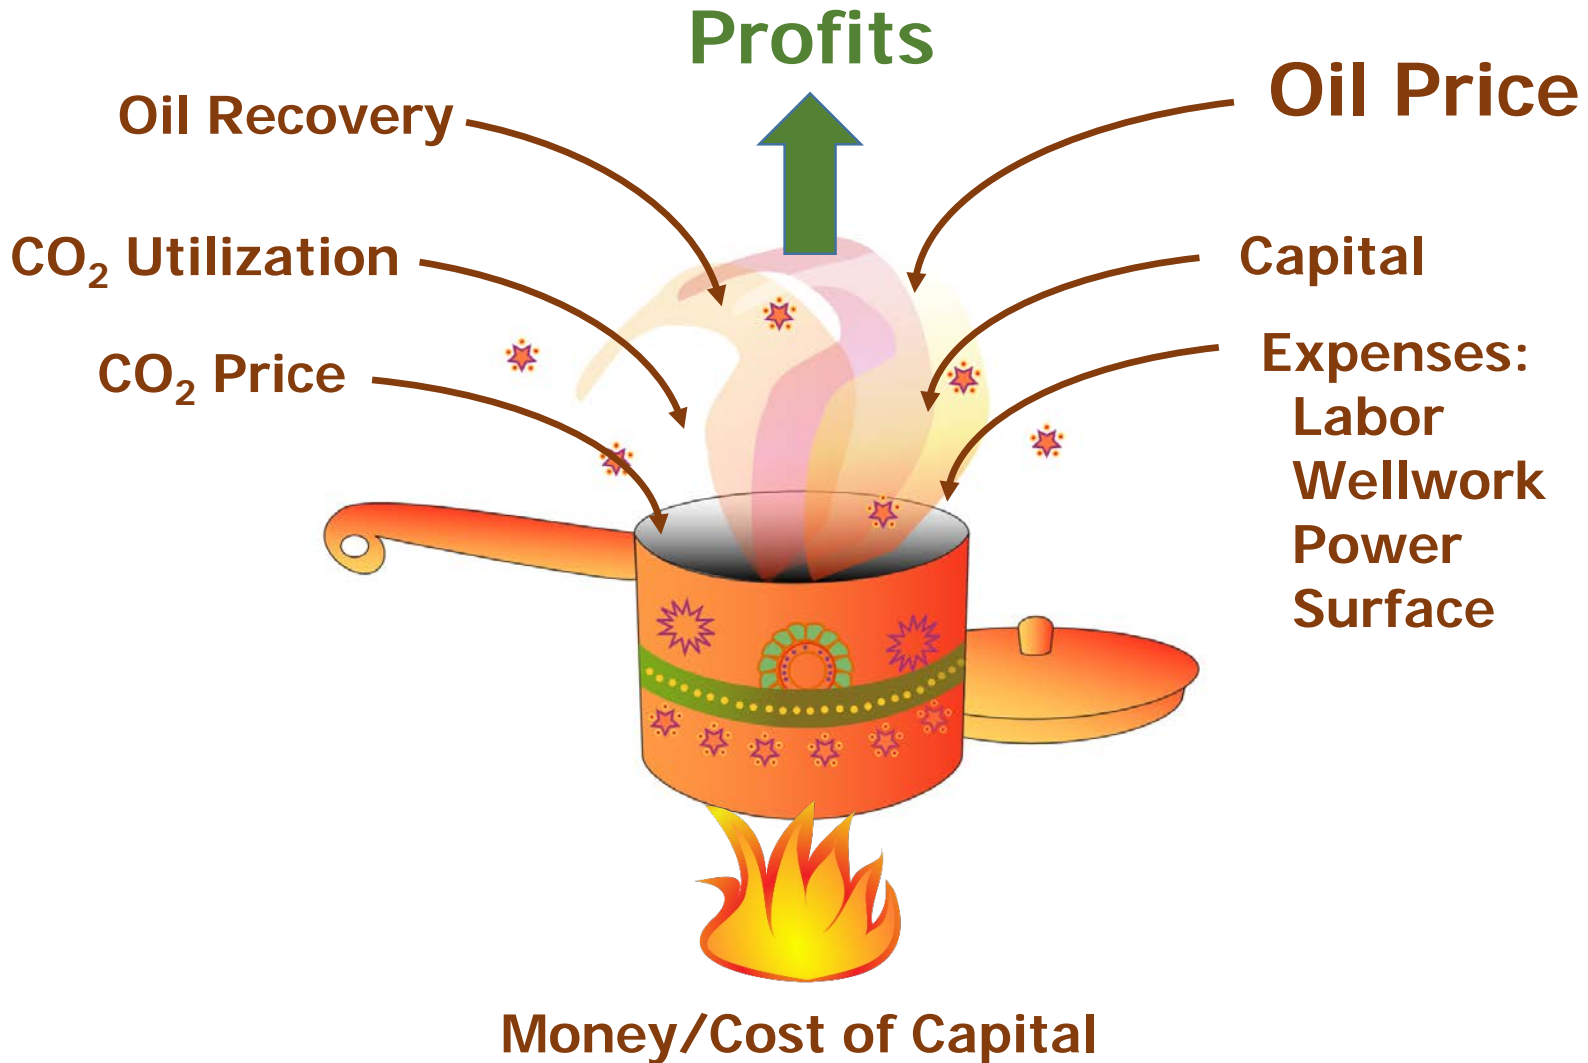 Profits
Oil Recovery
CO₂ Utilization
CO₂ Price
Oil Price
Capital
Expenses:
Labor
Wellwork
Power
Surface
Money/Cost of Capital